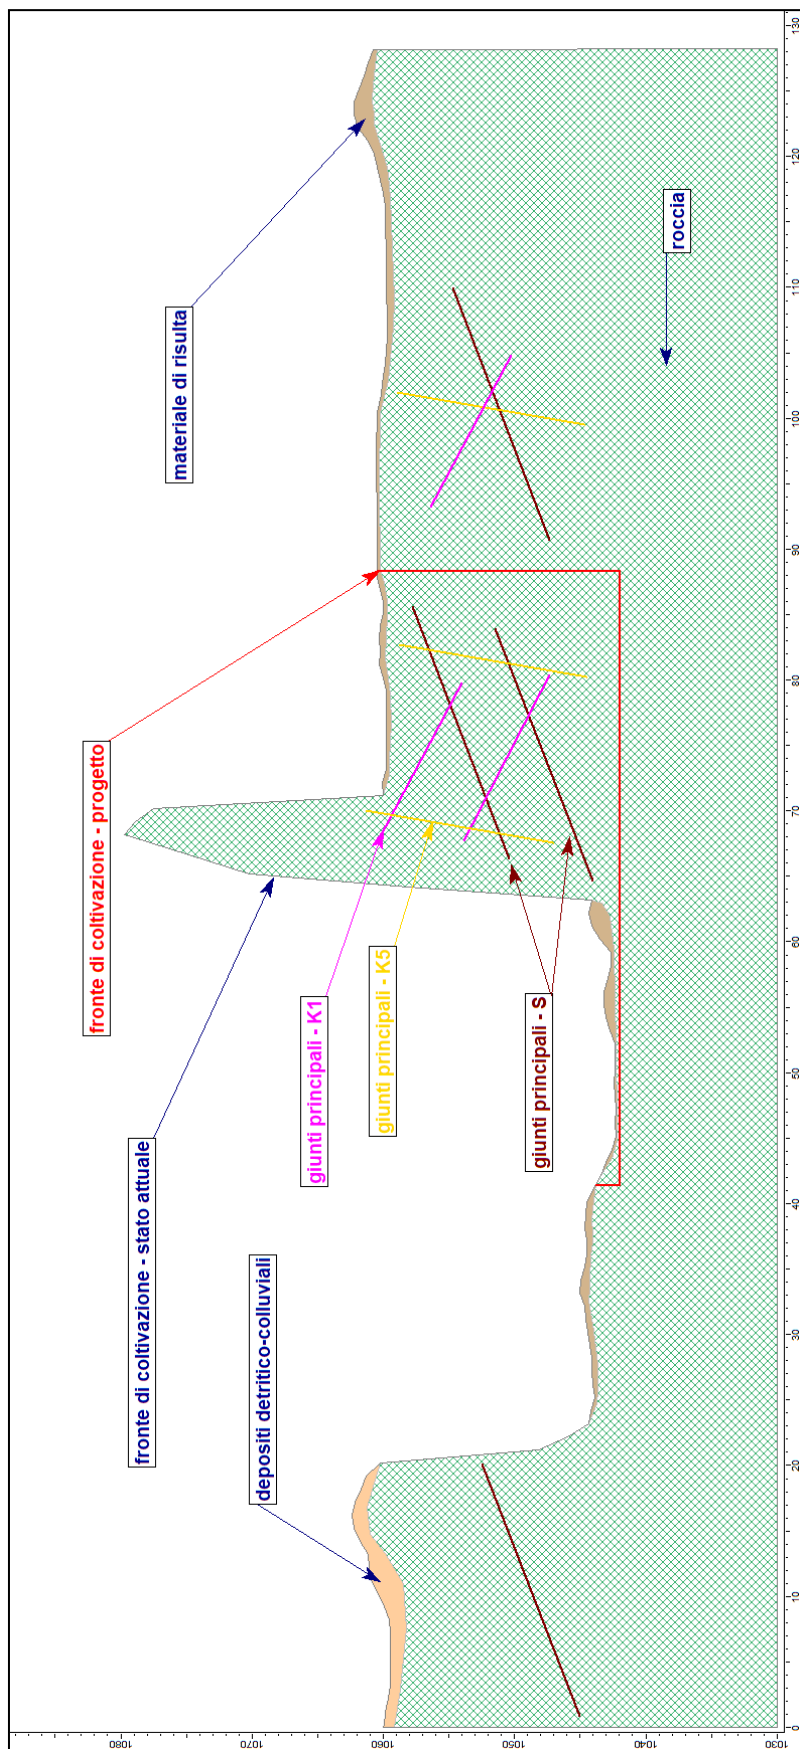 fronte di coltivazione - progetto
fronte di coltivazione - stato attuale
materiale di risulta
depositi detritico-colluviali
giunti principali - K1
giunti principali - K5
giunti principali - S
roccia
1080
1070
1060
1050
1040
1030
0
10
20
30
40
50
60
70
80
90
100
110
120
130